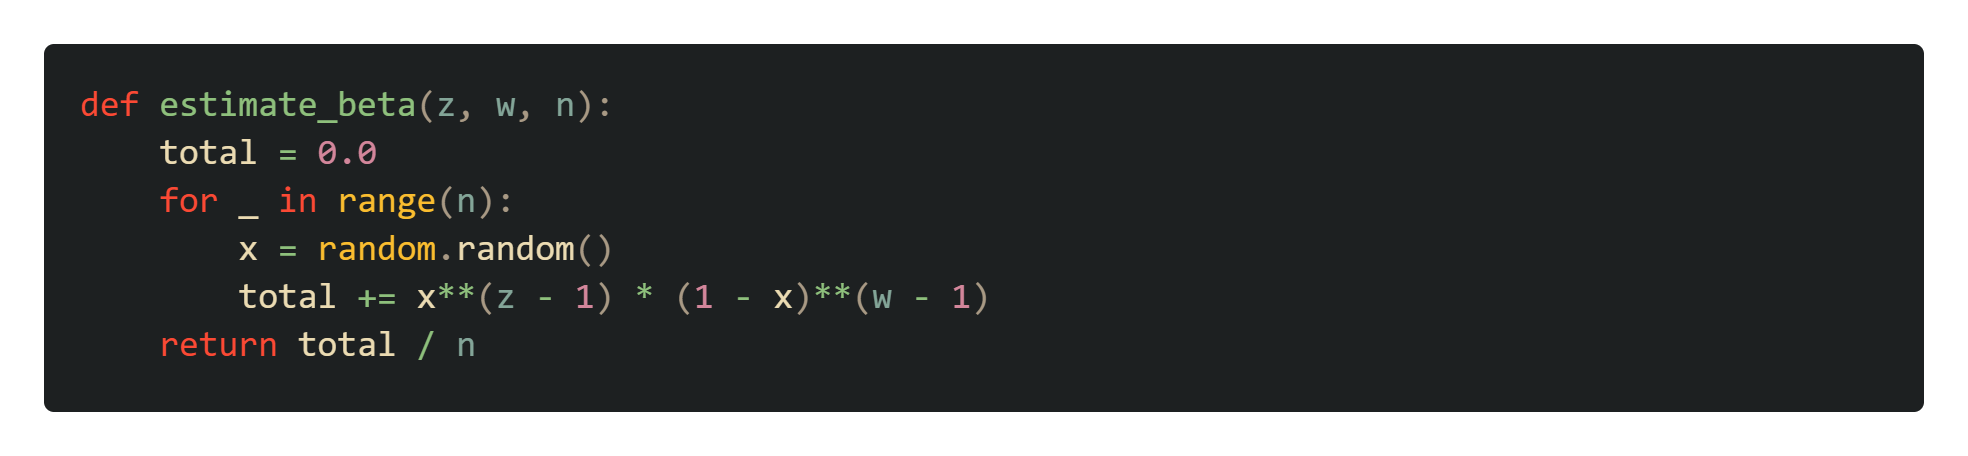 def estimate_beta(z, w, n):
    total = 0.0
    for _ in range(n):
        x = random.random()
        total += x**(z - 1) * (1 - x)**(w - 1)
    return total / n